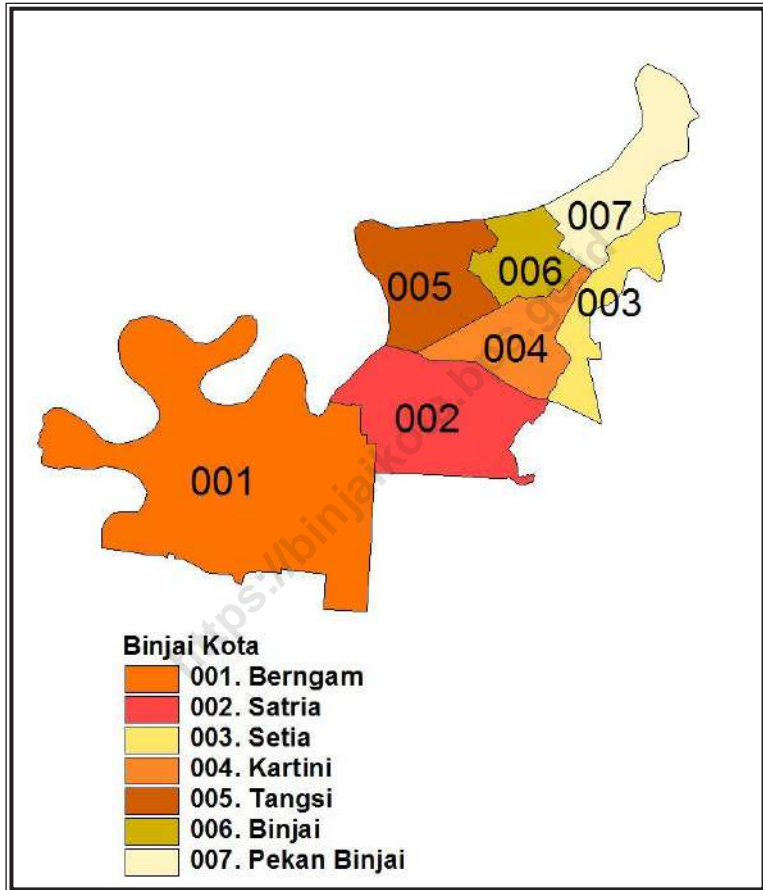 007
006
005
003
004
002
001
https://binjaikota.bps.go.id
Binjai Kota
001. Berngam
002. Satria
003. Setia
004. Kartini
005. Tangsi
006. Binjai
007. Pekan Binjai